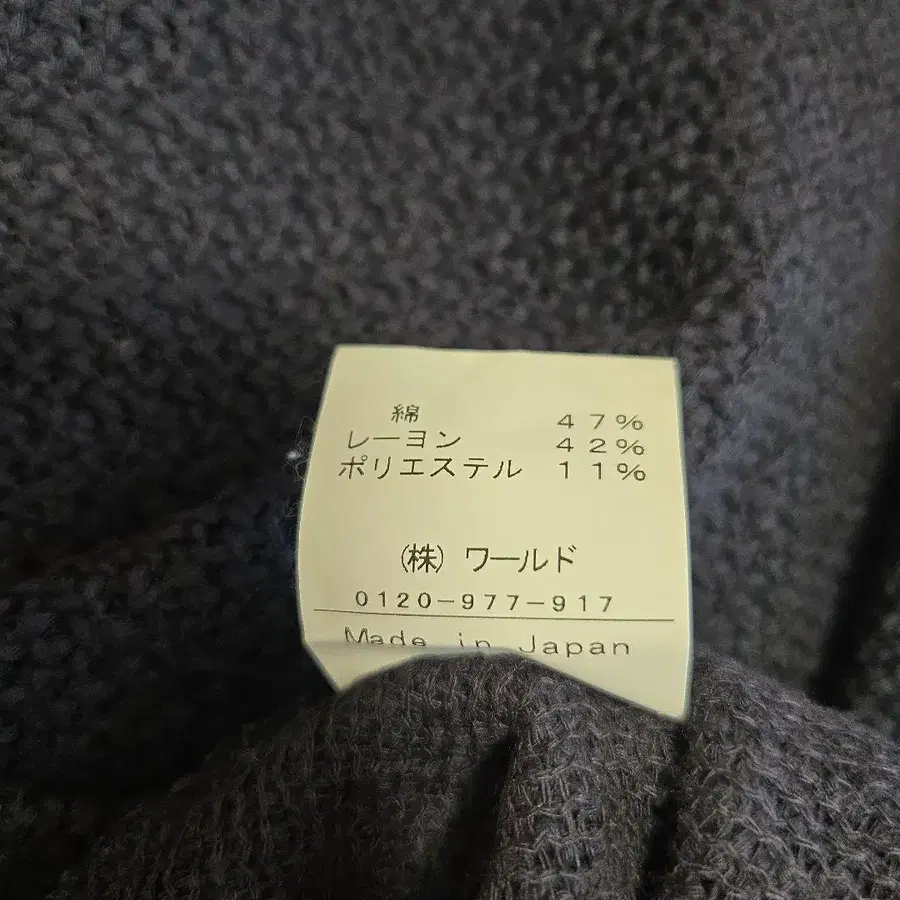 綿 47%
レーヨン 42%
ポリエステル 11%
(株) ワールド
0120-977-917
Made in Japan